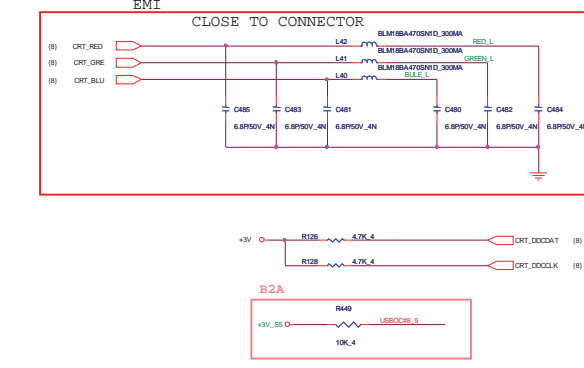 EMI
CLOSE TO CONNECTOR
BLM18BA470SN1D_300MA
(8) CRT_RED L42 RED_L
BLM18BA470SN1D_300MA
(8) CRT_GRE L41 GREEN_L
BLM18BA470SN1D_300MA
(8) CRT_BLU L40 BULE_L
C485 C483 C481 C480 C482 C484
6.8P/50V_4N 6.8P/50V_4N 6.8P/50V_4N 6.8P/50V_4N 6.8P/50V_4N 6.8P/50V_4N
+3V R126 4.7K_4 CRT_DDCDAT (8)
R128 4.7K_4 CRT_DDCCLK (8)
B2A
R449
+3V_S5 USBOC#8_9
10K_4